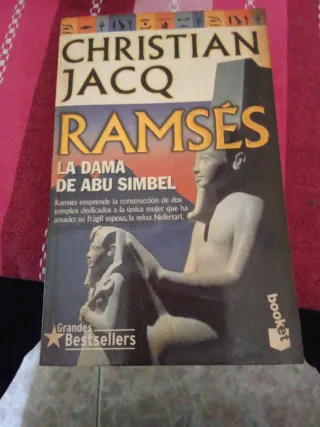 CHRISTIAN
JACQ
RAMSÉS
LA DAMA
DE ABU SIMBEL
Ramsés emprende la construcción de dos
templos dedicados a la única mujer que ha
amado: su frágil esposa, la reina Nefertari.
Grandes
Bestsellers
booket